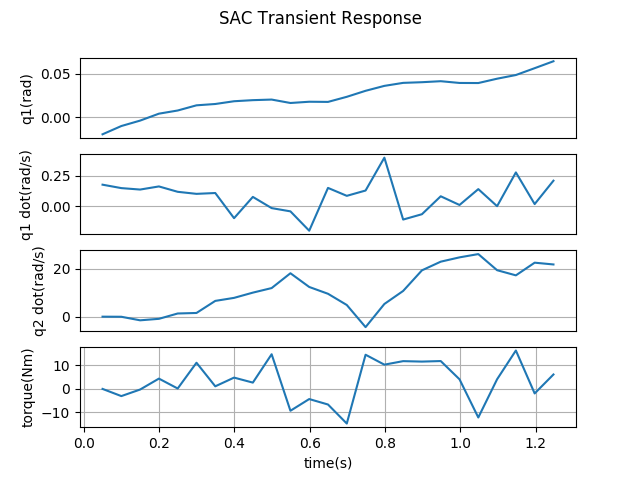 SAC Transient Response
q1(rad)
0.05
0.00
q1 dot(rad/s)
0.25
0.00
q2 dot(rad/s)
20
0
torque(Nm)
10
0
−10
0.0 0.2 0.4 0.6 0.8 1.0 1.2
time(s)